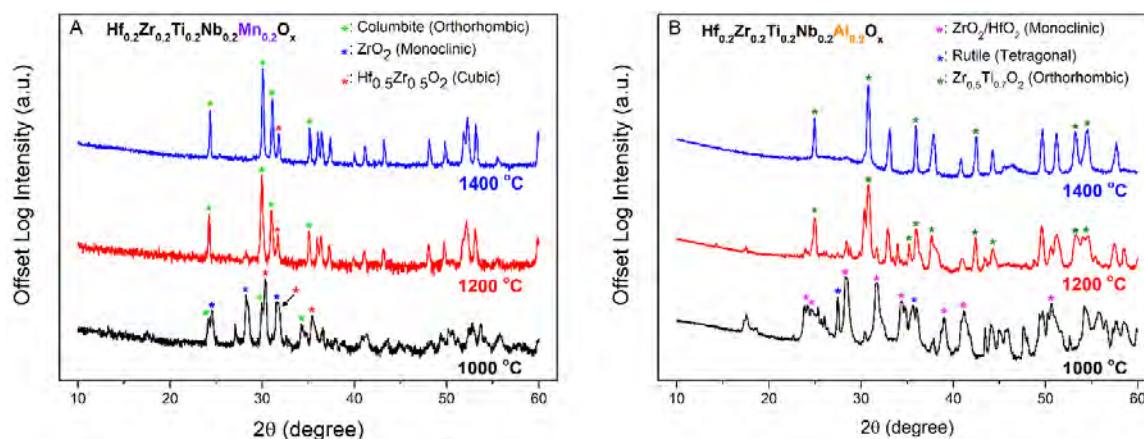 A Hf0.2Zr0.2Ti0.2Nb0.2Mn0.2Ox
*: Columbite (Orthorhombic)
*: ZrO2 (Monoclinic)
*: Hf0.5Zr0.5O2 (Cubic)
1400 °C
1200 °C
1000 °C
Offset Log Intensity (a.u.)
10 20 30 40 50 60
2θ (degree)
B Hf0.2Zr0.2Ti0.2Nb0.2Al0.2Ox
*: ZrO2/HfO2 (Monoclinic)
*: Rutile (Tetragonal)
*: Zr0.5Ti0.7O2 (Orthorhombic)
1400 °C
1200 °C
1000 °C
Offset Log Intensity (a.u.)
10 20 30 40 50 60
2θ (degree)